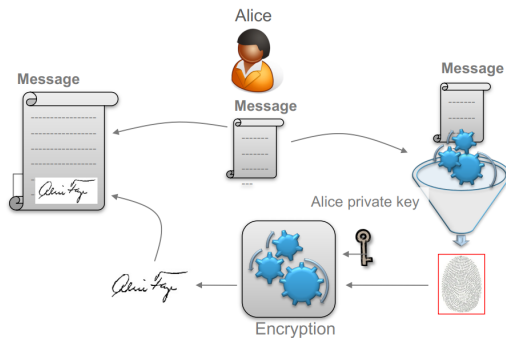 Alice
Message
Message
Message
Alice private key
Encryption